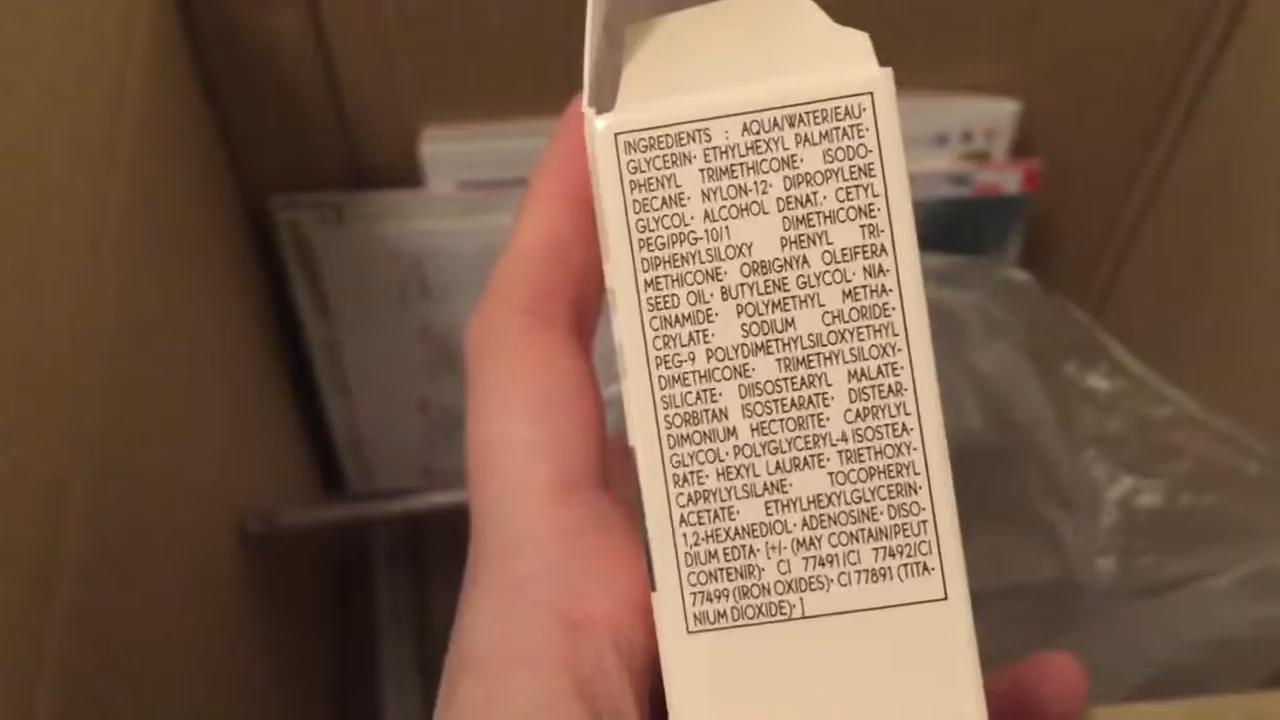 INGREDIENTS : AQUA/WATER/EAU•
GLYCERIN• ETHYLHEXYL PALMITATE•
PHENYL TRIMETHICONE• ISODO-
DECANE• NYLON-12• DIPROPYLENE
GLYCOL• ALCOHOL DENAT.• CETYL
PEG/PPG-10/1 DIMETHICONE•
DIPHENYLSILOXY PHENYL TRI-
METHICONE• ORBIGNYA OLEIFERA
SEED OIL• BUTYLENE GLYCOL• NIA-
CINAMIDE• POLYMETHYL METHA-
CRYLATE• SODIUM CHLORIDE•
PEG-9 POLYDIMETHYLSILOXYETHYL
DIMETHICONE• TRIMETHYLSILOXY-
SILICATE• DIISOSTEARYL MALATE•
SORBITAN ISOSTEARATE• DISTEAR-
DIMONIUM HECTORITE• CAPRYLYL
GLYCOL• POLYGLYCERYL-4 ISOSTEA-
RATE• HEXYL LAURATE• TRIETHOXY-
CAPRYLYLSILANE• TOCOPHERYL
ACETATE• ETHYLHEXYLGLYCERIN•
1,2-HEXANEDIOL• ADENOSINE• DISO-
DIUM EDTA• [+/- (MAY CONTAIN/PEUT
CONTENIR)• CI 77491/CI 77492/CI
77499 (IRON OXIDES)• CI 77891 (TITA-
NIUM DIOXIDE)• ]